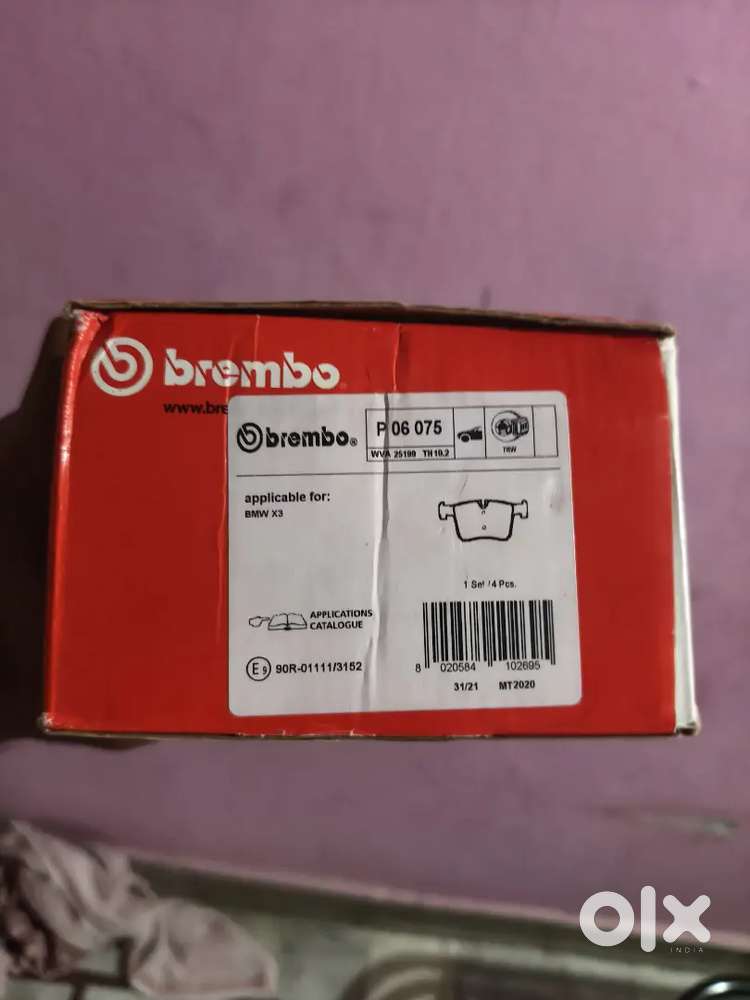 brembo
www.bre
brembo®
P 06 075
WVA 25199 TH 19.2
TRW
applicable for:
BMW X3
1 Set / 4 Pcs.
APPLICATIONS
CATALOGUE
E9 90R-01111/3152
8 020584 102695
31/21 MT2020
olx
INDIA